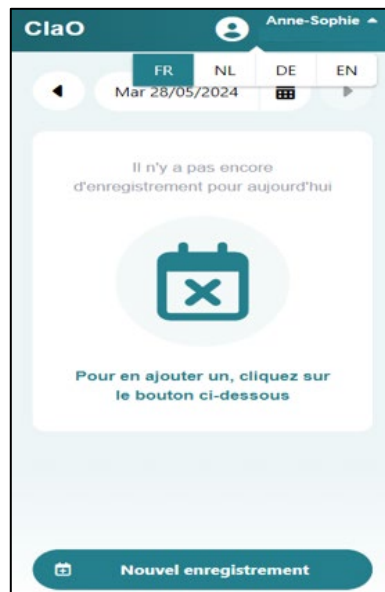 ClaO
Anne-Sophie
FR NL DE EN
Mar 28/05/2024
Il n'y a pas encore
d'enregistrement pour aujourd'hui
Pour en ajouter un, cliquez sur
le bouton ci-dessous
Nouvel enregistrement